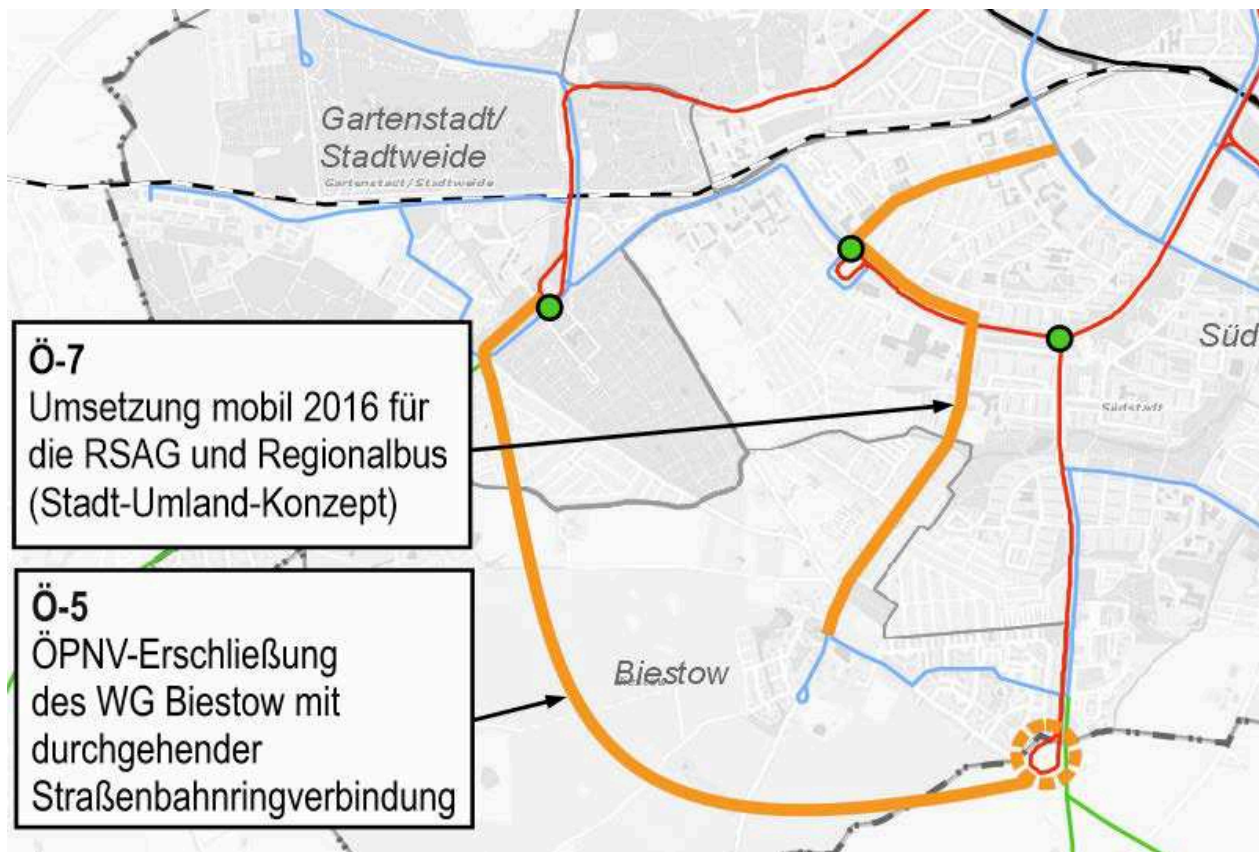 Gartenstadt/
Stadtweide
Gartenstadt / Stadtweide
Ö-7
Umsetzung mobil 2016 für
die RSAG und Regionalbus
(Stadt-Umland-Konzept)
Süd
Südstadt
Ö-5
ÖPNV-Erschließung
des WG Biestow mit
durchgehender
Straßenbahnringverbindung
Biestow